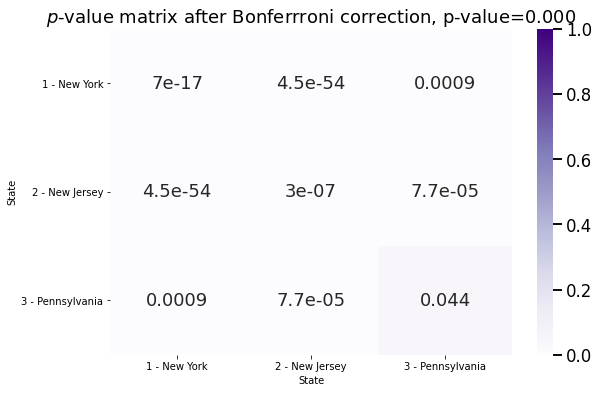 p-value matrix after Bonferrroni correction, p-value=0.000
1 - New York 7e-17 4.5e-54 0.0009
2 - New Jersey 4.5e-54 3e-07 7.7e-05
3 - Pennsylvania 0.0009 7.7e-05 0.044
State
1 - New York 2 - New Jersey 3 - Pennsylvania
State
1.0
0.8
0.6
0.4
0.2
0.0